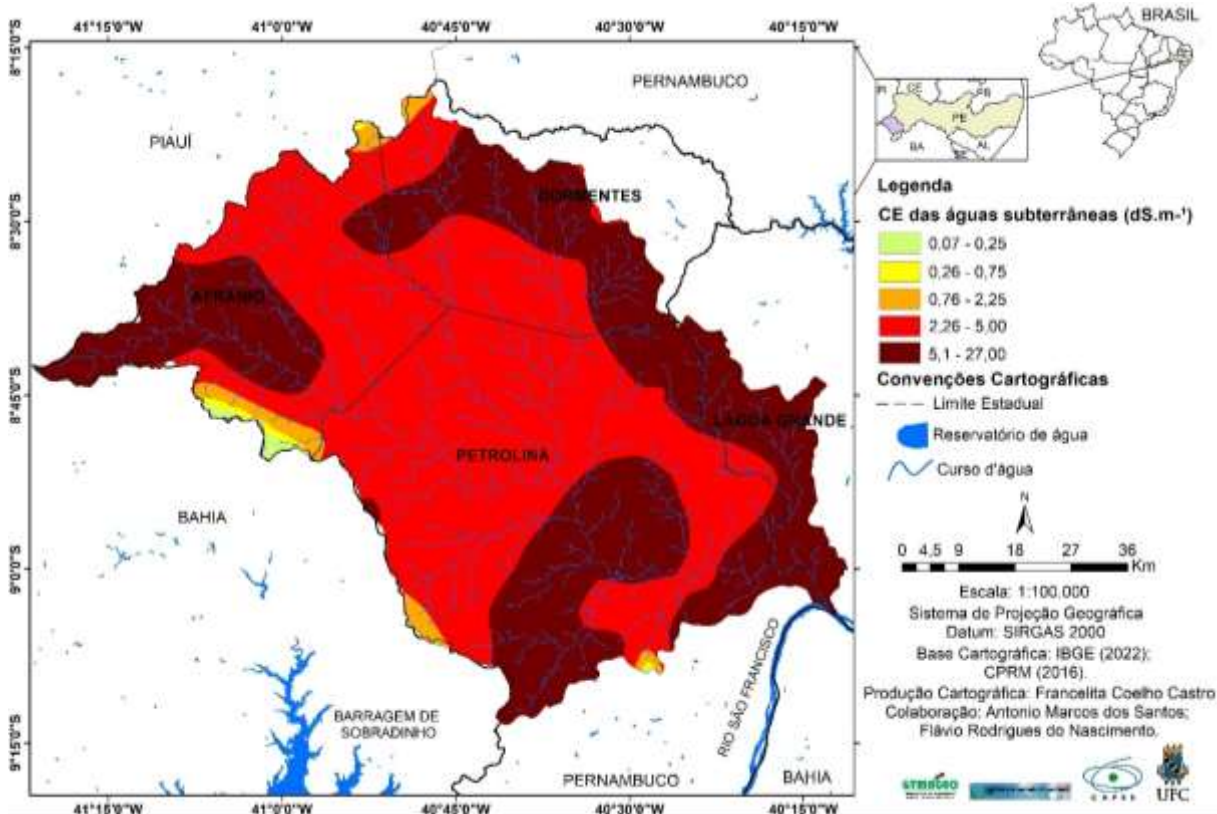 41°15'0"S 41°0'0"S 40°45'0"S 40°30'0"S 40°15'0"S
8°15'0"S
8°30'0"S
8°45'0"S
9°0'0"S
9°15'0"S
PERNAMBUCO
PIAUÍ
DORMENTES
AFRÂNIO
LAGOA GRANDE
PETROLINA
BAHIA
BARRAGEM DE
SOBRADINHO
RIO SÃO FRANCISCO
PERNAMBUCO
BAHIA
41°15'0"S 41°0'0"S 40°45'0"S 40°30'0"S 40°15'0"S
BRASIL
PI CE PB
PE
BA AL
Legenda
CE das águas subterrâneas (dS.m-¹)
0,07 - 0,25
0,26 - 0,75
0,76 - 2,25
2,26 - 5,00
5,1 - 27,00
Convenções Cartográficas
Limite Estadual
Reservatório de água
Curso d'água
N
0 4,5 9 18 27 36
Km
Escala: 1:100.000
Sistema de Projeção Geográfica
Datum: SIRGAS 2000
Base Cartográfica: IBGE (2022);
CPRM (2016).
Produção Cartográfica: Francelita Coelho Castro
Colaboração: Antonio Marcos dos Santos;
Flávio Rodrigues do Nascimento.
CAPES
UFC